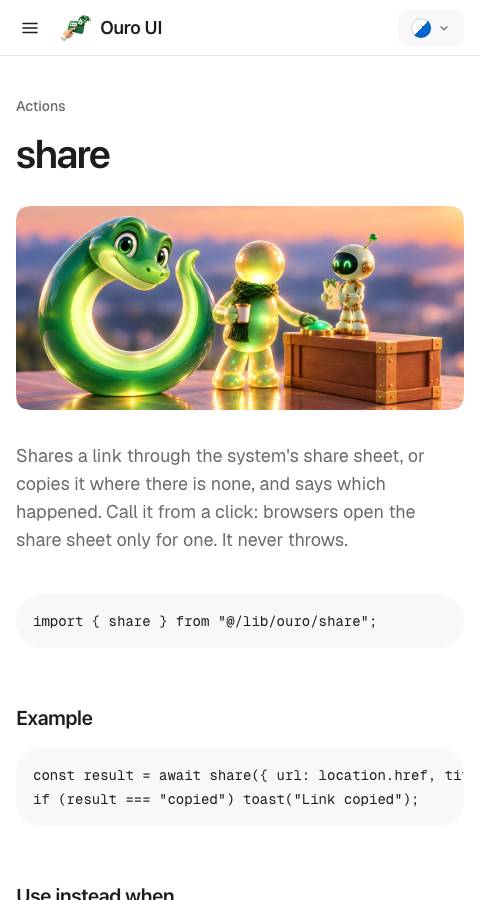 Ouro UI
Actions
share
Shares a link through the system's share sheet, or
copies it where there is none, and says which
happened. Call it from a click: browsers open the
share sheet only for one. It never throws.
import { share } from "@/lib/ouro/share";
Example
const result = await share({ url: location.href,
if (result === "copied") toast("Link copied");
Use instead when